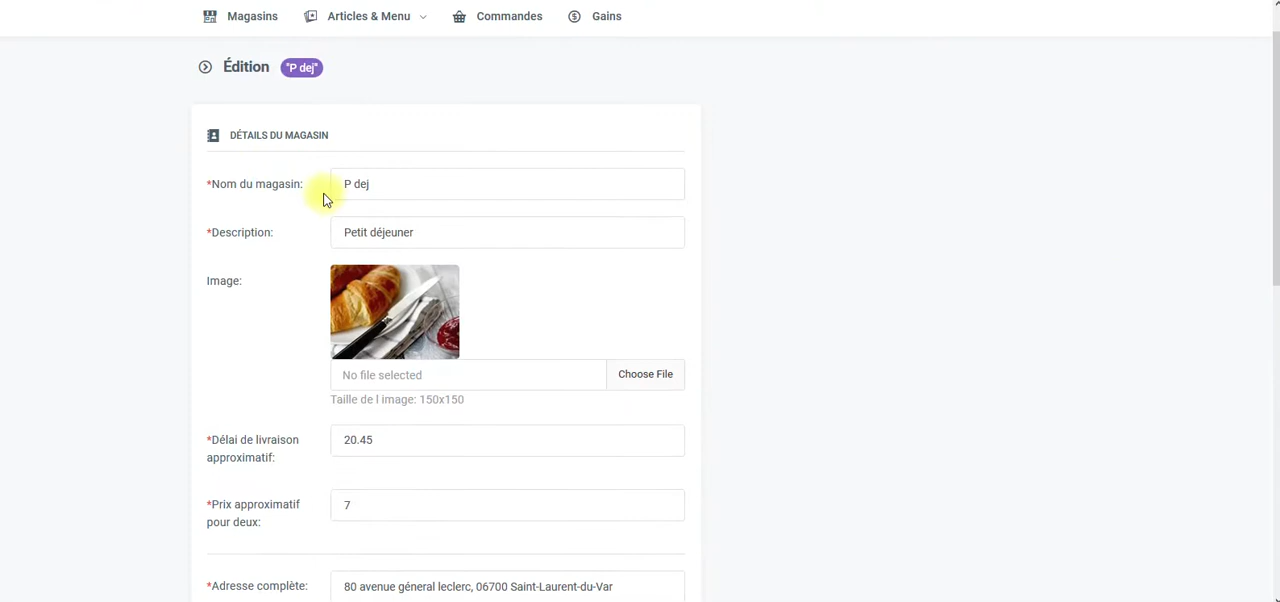 Magasins Articles & Menu Commandes Gains
Édition "P dej"
DÉTAILS DU MAGASIN
*Nom du magasin: P dej
*Description: Petit déjeuner
Image:
No file selected Choose File
Taille de l image: 150x150
*Délai de livraison
approximatif: 20.45
*Prix approximatif
pour deux: 7
*Adresse complète: 80 avenue géneral leclerc, 06700 Saint-Laurent-du-Var